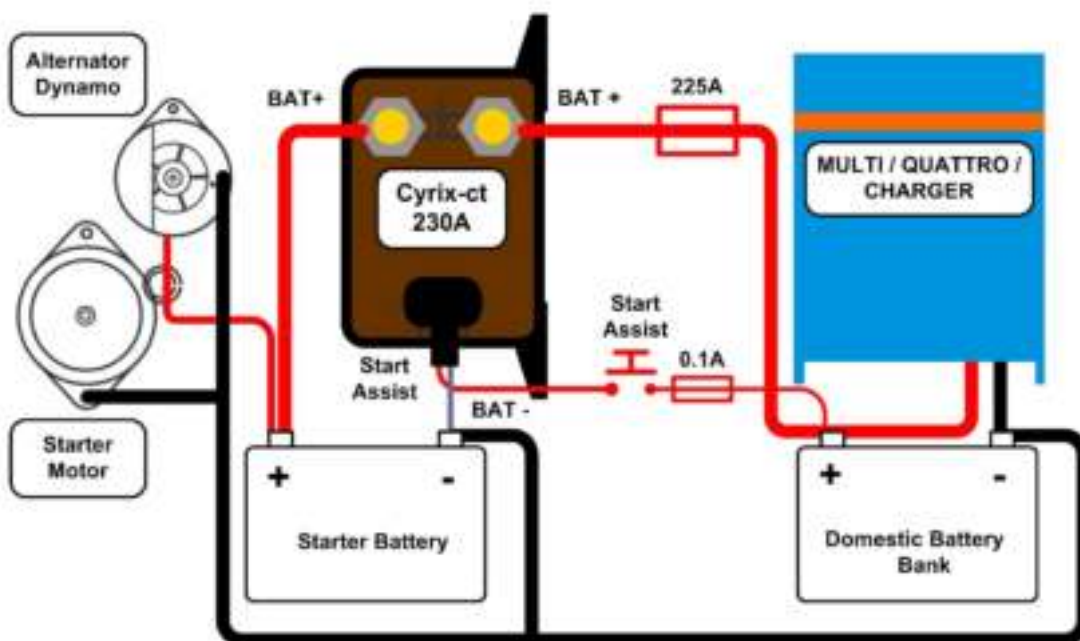 Alternator
Dynamo
BAT+
BAT +
225A
MULTI / QUATTRO /
CHARGER
Cyrix-ct
230A
Start
Assist
0.1A
Start
Assist
BAT -
Starter
Motor
+
-
Starter Battery
+
-
Domestic Battery
Bank